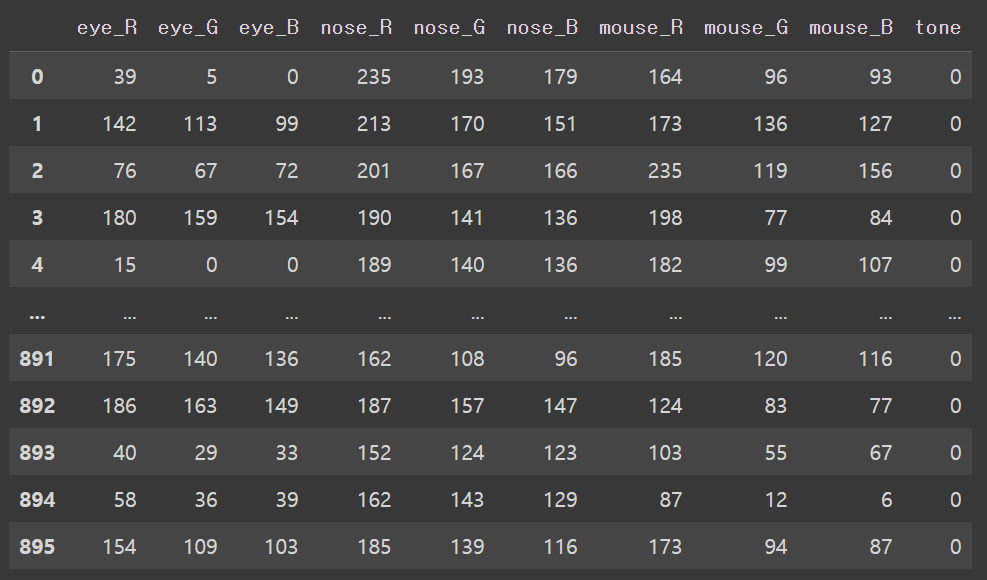 eye_R eye_G eye_B nose_R nose_G nose_B mouse_R mouse_G mouse_B tone
0 39 5 0 235 193 179 164 96 93 0
1 142 113 99 213 170 151 173 136 127 0
2 76 67 72 201 167 166 235 119 156 0
3 180 159 154 190 141 136 198 77 84 0
4 15 0 0 189 140 136 182 99 107 0
... ... ... ... ... ... ... ... ... ... ...
891 175 140 136 162 108 96 185 120 116 0
892 186 163 149 187 157 147 124 83 77 0
893 40 29 33 152 124 123 103 55 67 0
894 58 36 39 162 143 129 87 12 6 0
895 154 109 103 185 139 116 173 94 87 0